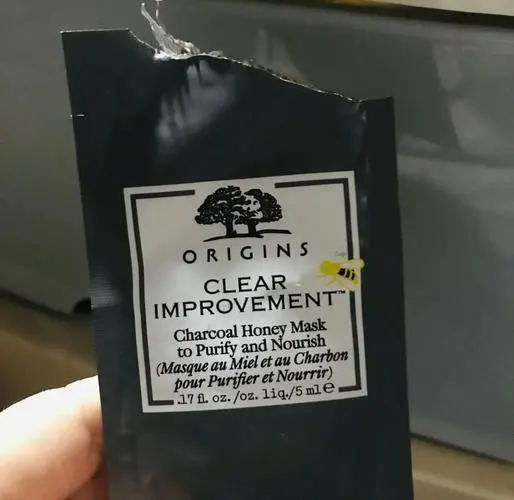 ORIGINS
CLEAR
IMPROVEMENT™
Charcoal Honey Mask
to Purify and Nourish
(Masque au Miel et au Charbon
pour Purifier et Nourrir)
.17 fl. oz./oz. liq./5 ml e